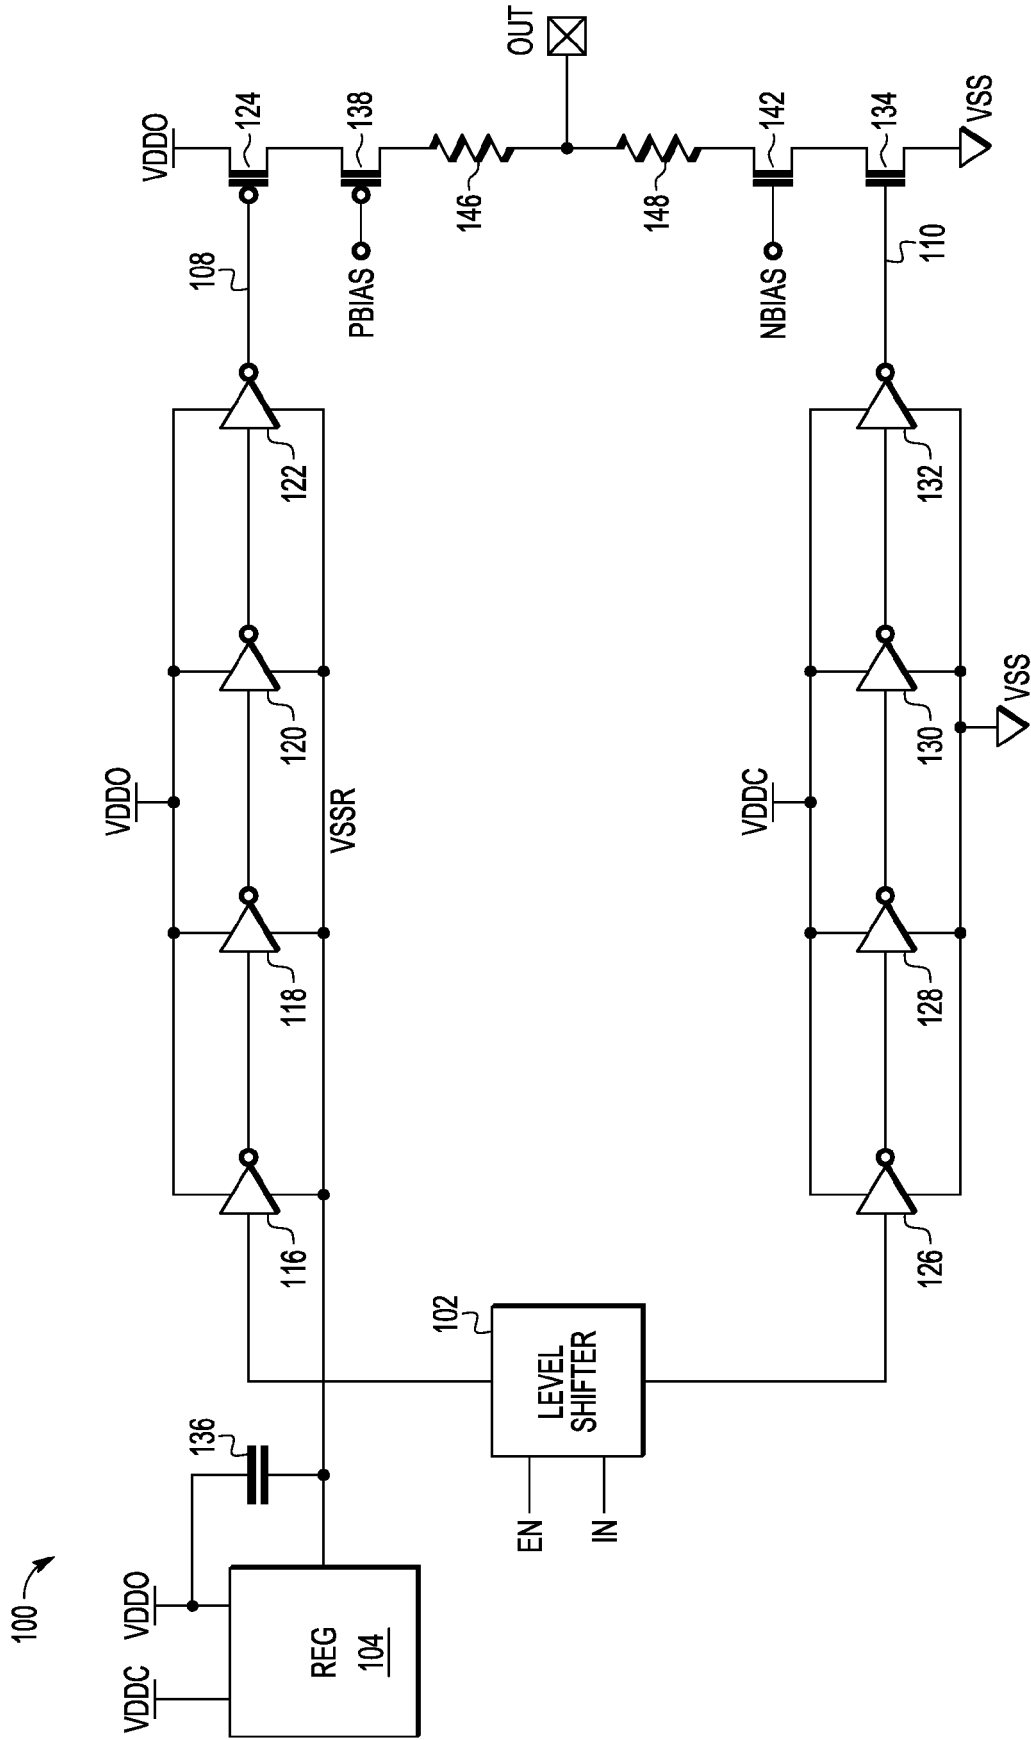 100
VDDC
VDDO
136
REG
104
EN
IN
102
LEVEL
SHIFTER
VDDO
116
118
120
122
VSSR
108
VDDO
124
138
PBIAS
146
OUT
148
NBIAS
142
134
VSS
110
VDDC
126
128
130
132
VSS